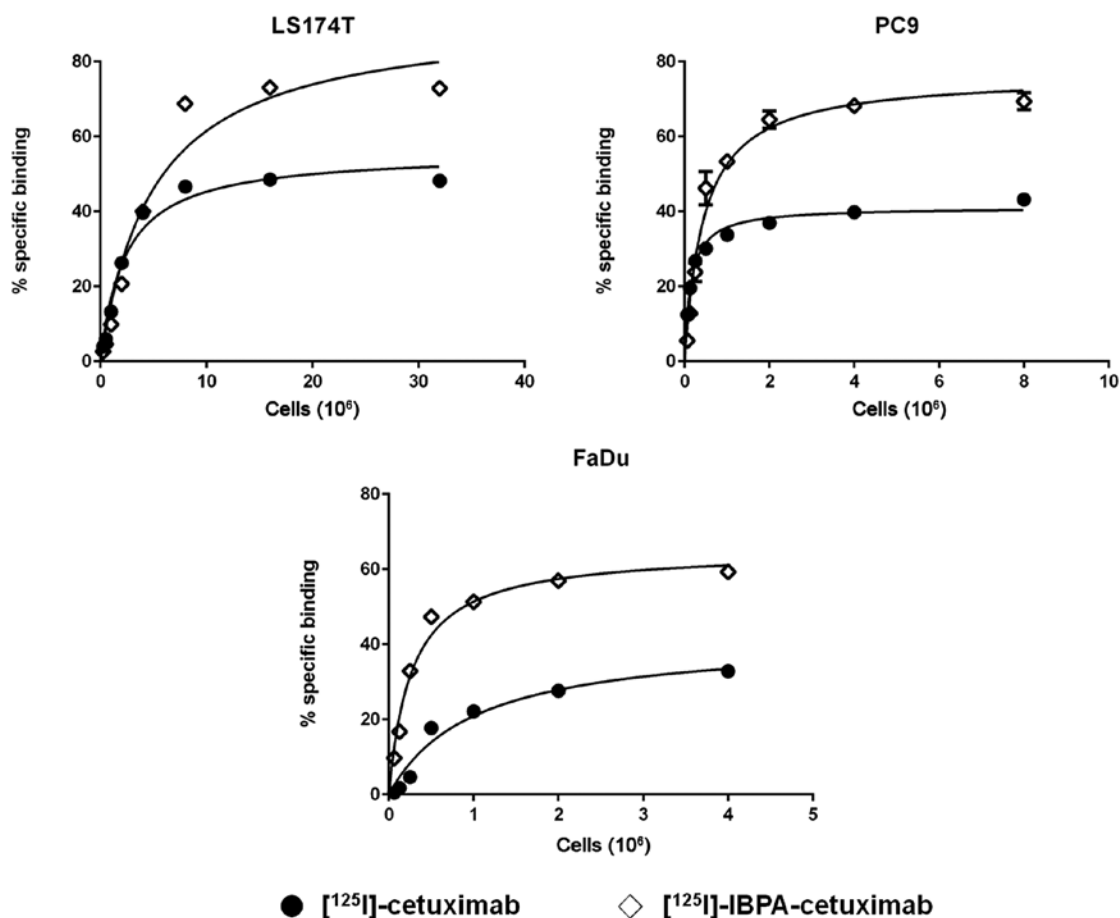 LS174T
% specific binding
80
60
40
20
0
0 10 20 30 40
Cells (10⁶)
PC9
% specific binding
80
60
40
20
0
0 2 4 6 8 10
Cells (10⁶)
FaDu
% specific binding
80
60
40
20
0
0 1 2 3 4 5
Cells (10⁶)
[¹²⁵I]-cetuximab [¹²⁵I]-IBPA-cetuximab